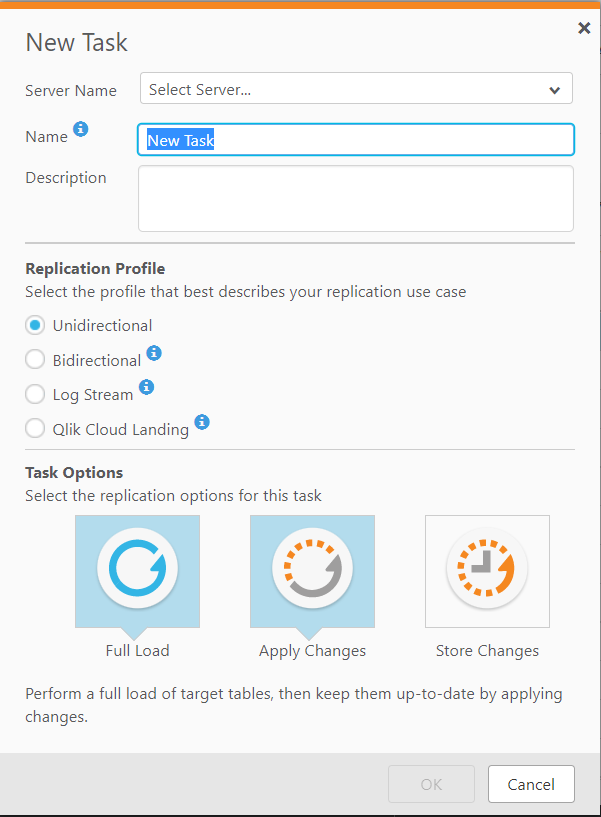 New Task
Server Name
Select Server...
Name
New Task
Description
Replication Profile
Select the profile that best describes your replication use case
Unidirectional
Bidirectional
Log Stream
Qlik Cloud Landing
Task Options
Select the replication options for this task
Full Load
Apply Changes
Store Changes
Perform a full load of target tables, then keep them up-to-date by applying
changes.
OK
Cancel